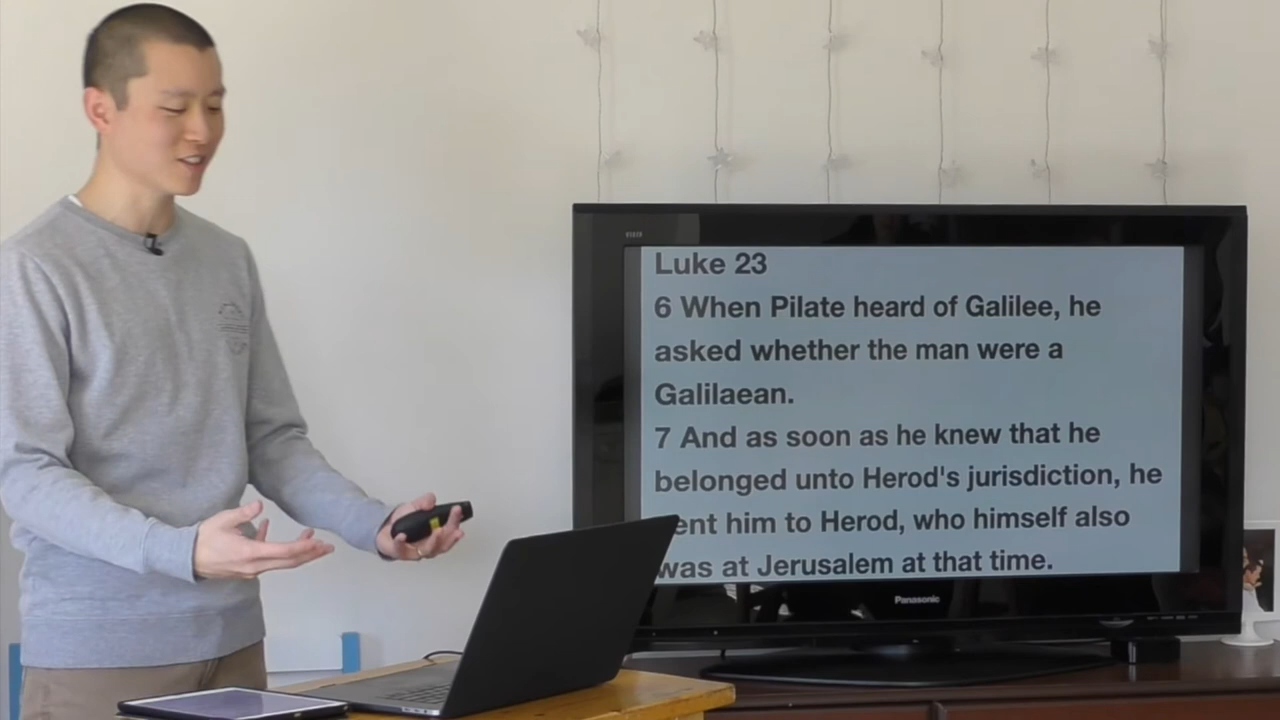 VIERA
Luke 23
6 When Pilate heard of Galilee, he
asked whether the man were a
Galilaean.
7 And as soon as he knew that he
belonged unto Herod's jurisdiction, he
ent him to Herod, who himself also
was at Jerusalem at that time.
Panasonic